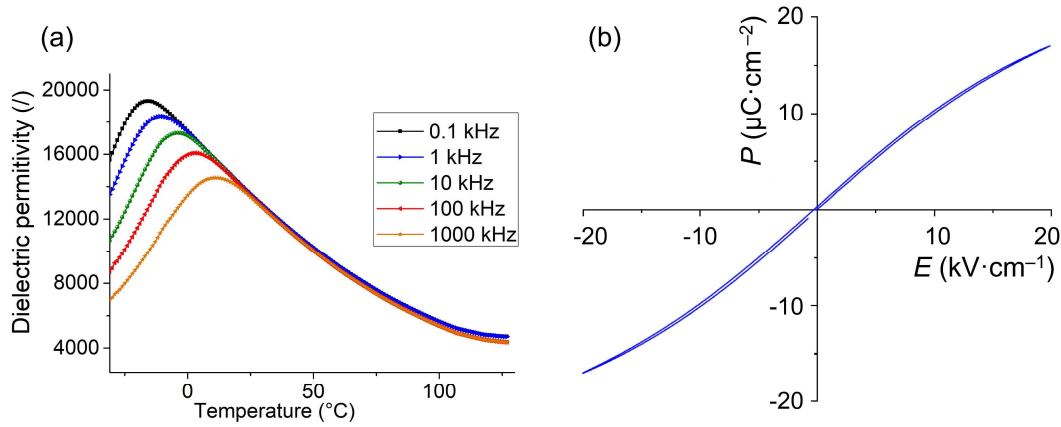 (a)
Dielectric permitivity (/)
20000
16000
12000
8000
4000
0
50
100
Temperature (°C)
0.1 kHz
1 kHz
10 kHz
100 kHz
1000 kHz
(b)
P (μC·cm⁻²)
20
10
-10
-20
-20
-10
0
10
20
E (kV·cm⁻¹)